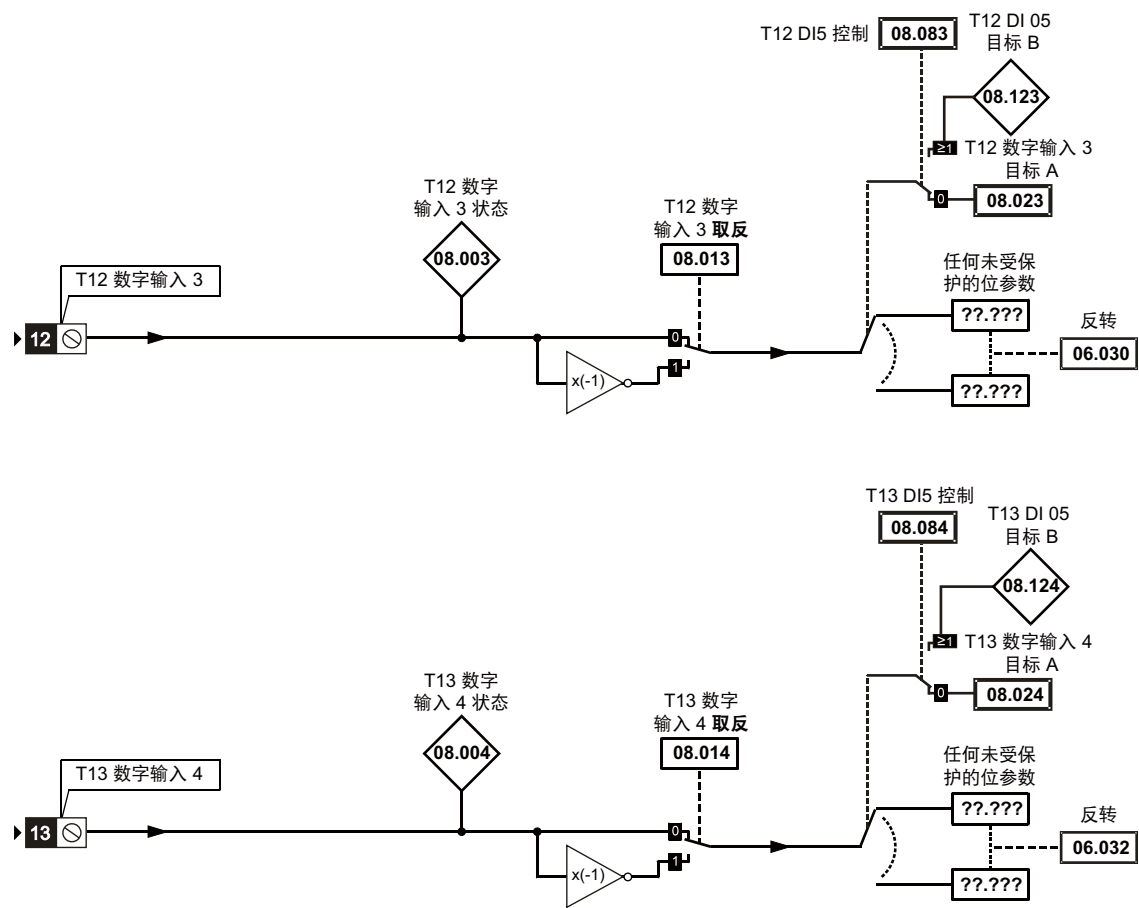 T12 DI5 控制
08.083
T12 DI 05
目标 B
08.123
≥1
T12 数字输入 3
目标 A
0
08.023
T12 数字
输入 3 状态
08.003
T12 数字
输入 3 取反
08.013
T12 数字输入 3
12
0
1
x(-1)
任何未受保
护的位参数
??.???
??.???
反转
06.030
T13 DI5 控制
08.084
T13 DI 05
目标 B
08.124
≥1
T13 数字输入 4
目标 A
0
08.024
T13 数字
输入 4 状态
08.004
T13 数字
输入 4 取反
08.014
T13 数字输入 4
13
0
1
x(-1)
任何未受保
护的位参数
??.???
??.???
反转
06.032